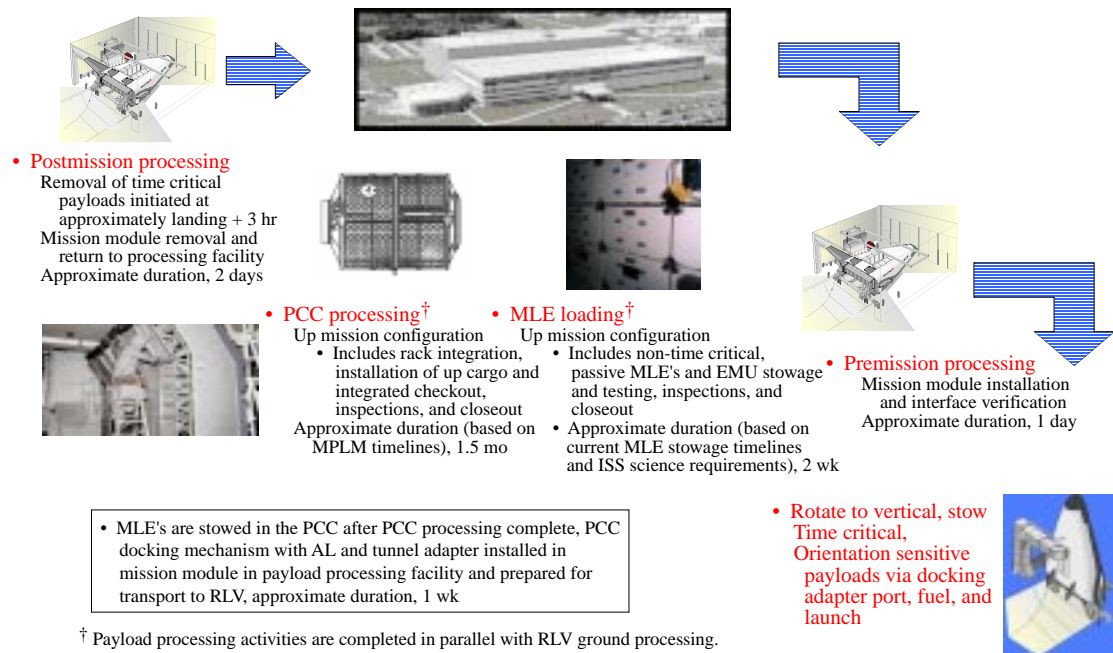 • Postmission processing
Removal of time critical
payloads initiated at
approximately landing + 3 hr
Mission module removal and
return to processing facility
Approximate duration, 2 days
• PCC processing†
Up mission configuration
• Includes rack integration,
installation of up cargo and
integrated checkout,
inspections, and closeout
Approximate duration (based on
MPLM timelines), 1.5 mo
• MLE loading†
Up mission configuration
• Includes non-time critical,
passive MLE's and EMU stowage
and testing, inspections, and
closeout
• Approximate duration (based on
current MLE stowage timelines
and ISS science requirements), 2 wk
• Premission processing
Mission module installation
and interface verification
Approximate duration, 1 day
• Rotate to vertical, stow
Time critical,
Orientation sensitive
payloads via docking
adapter port, fuel, and
launch
• MLE's are stowed in the PCC after PCC processing complete, PCC
docking mechanism with AL and tunnel adapter installed in
mission module in payload processing facility and prepared for
transport to RLV, approximate duration, 1 wk
† Payload processing activities are completed in parallel with RLV ground processing.